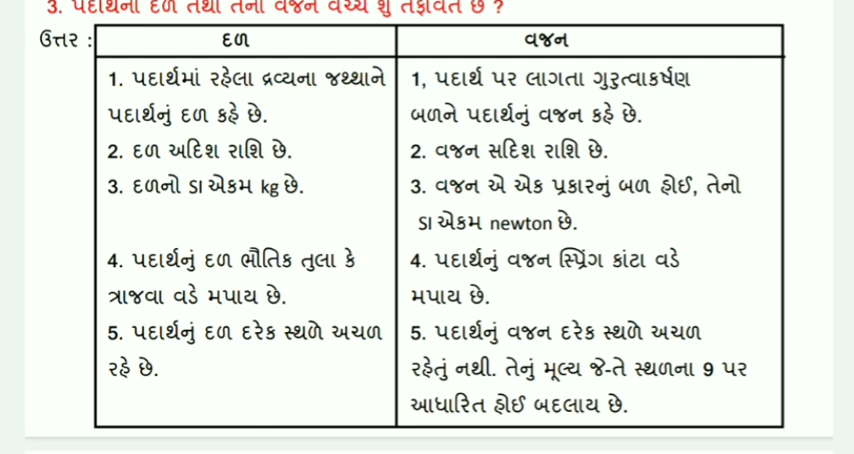 3. પદાર્થના દળ તથા તેના વજન વચ્ચે શું તફાવત છે ?
ઉત્તર :
દળ
1. પદાર્થમાં રહેલા દ્રવ્યના જથ્થાને
પદાર્થનું દળ કહે છે.
2. દળ અદિશ રાશિ છે.
3. દળનો SI એકમ kg છે.
4. પદાર્થનું દળ ભૌતિક તુલા કે
ત્રાજવા વડે મપાય છે.
5. પદાર્થનું દળ દરેક સ્થળે અચળ
રહે છે.
વજન
1, પદાર્થ પર લાગતા ગુરુત્વાકર્ષણ
બળને પદાર્થનું વજન કહે છે.
2. વજન સદિશ રાશિ છે.
3. વજન એ એક પ્રકારનું બળ હોઈ, તેનો
SI એકમ newton છે.
4. પદાર્થનું વજન સ્પ્રિંગ કાંટા વડે
મપાય છે.
5. પદાર્થનું વજન દરેક સ્થળે અચળ
રહેતું નથી. તેનું મૂલ્ય જે-તે સ્થળના 9 પર
આધારિત હોઈ બદલાય છે.